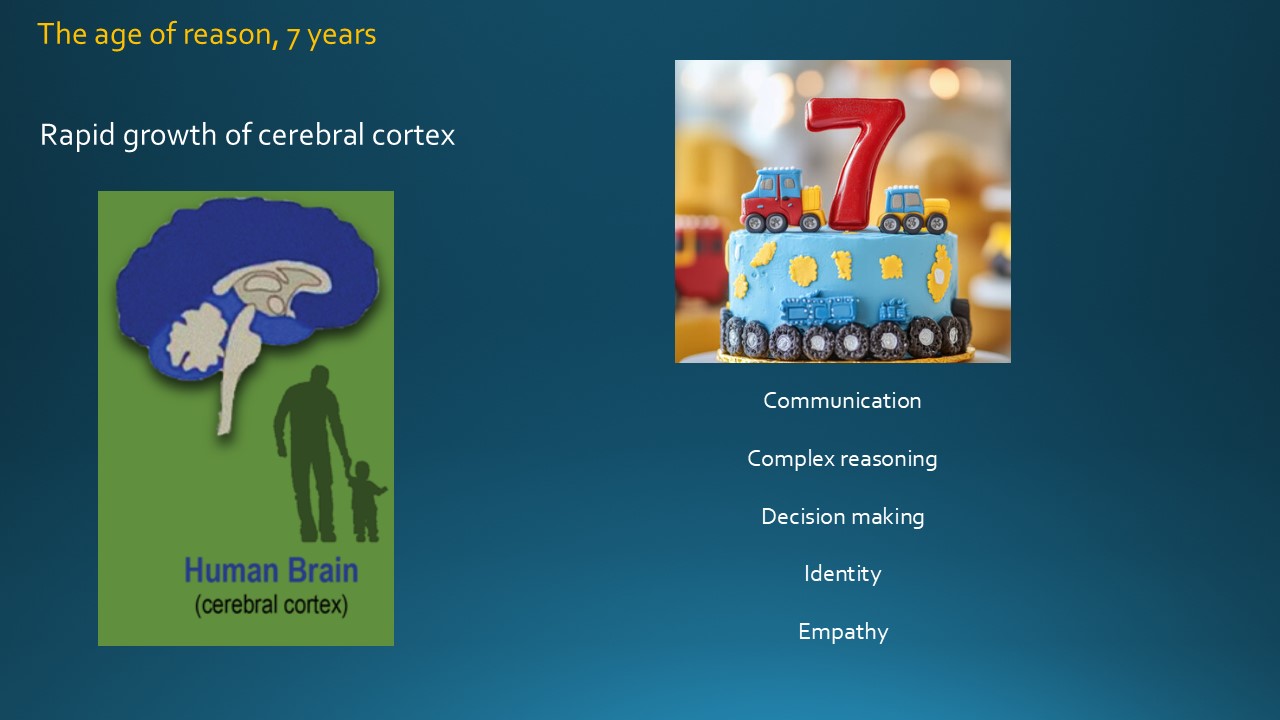 The age of reason, 7 years
Rapid growth of cerebral cortex
Human Brain
(cerebral cortex)
7
Communication
Complex reasoning
Decision making
Identity
Empathy